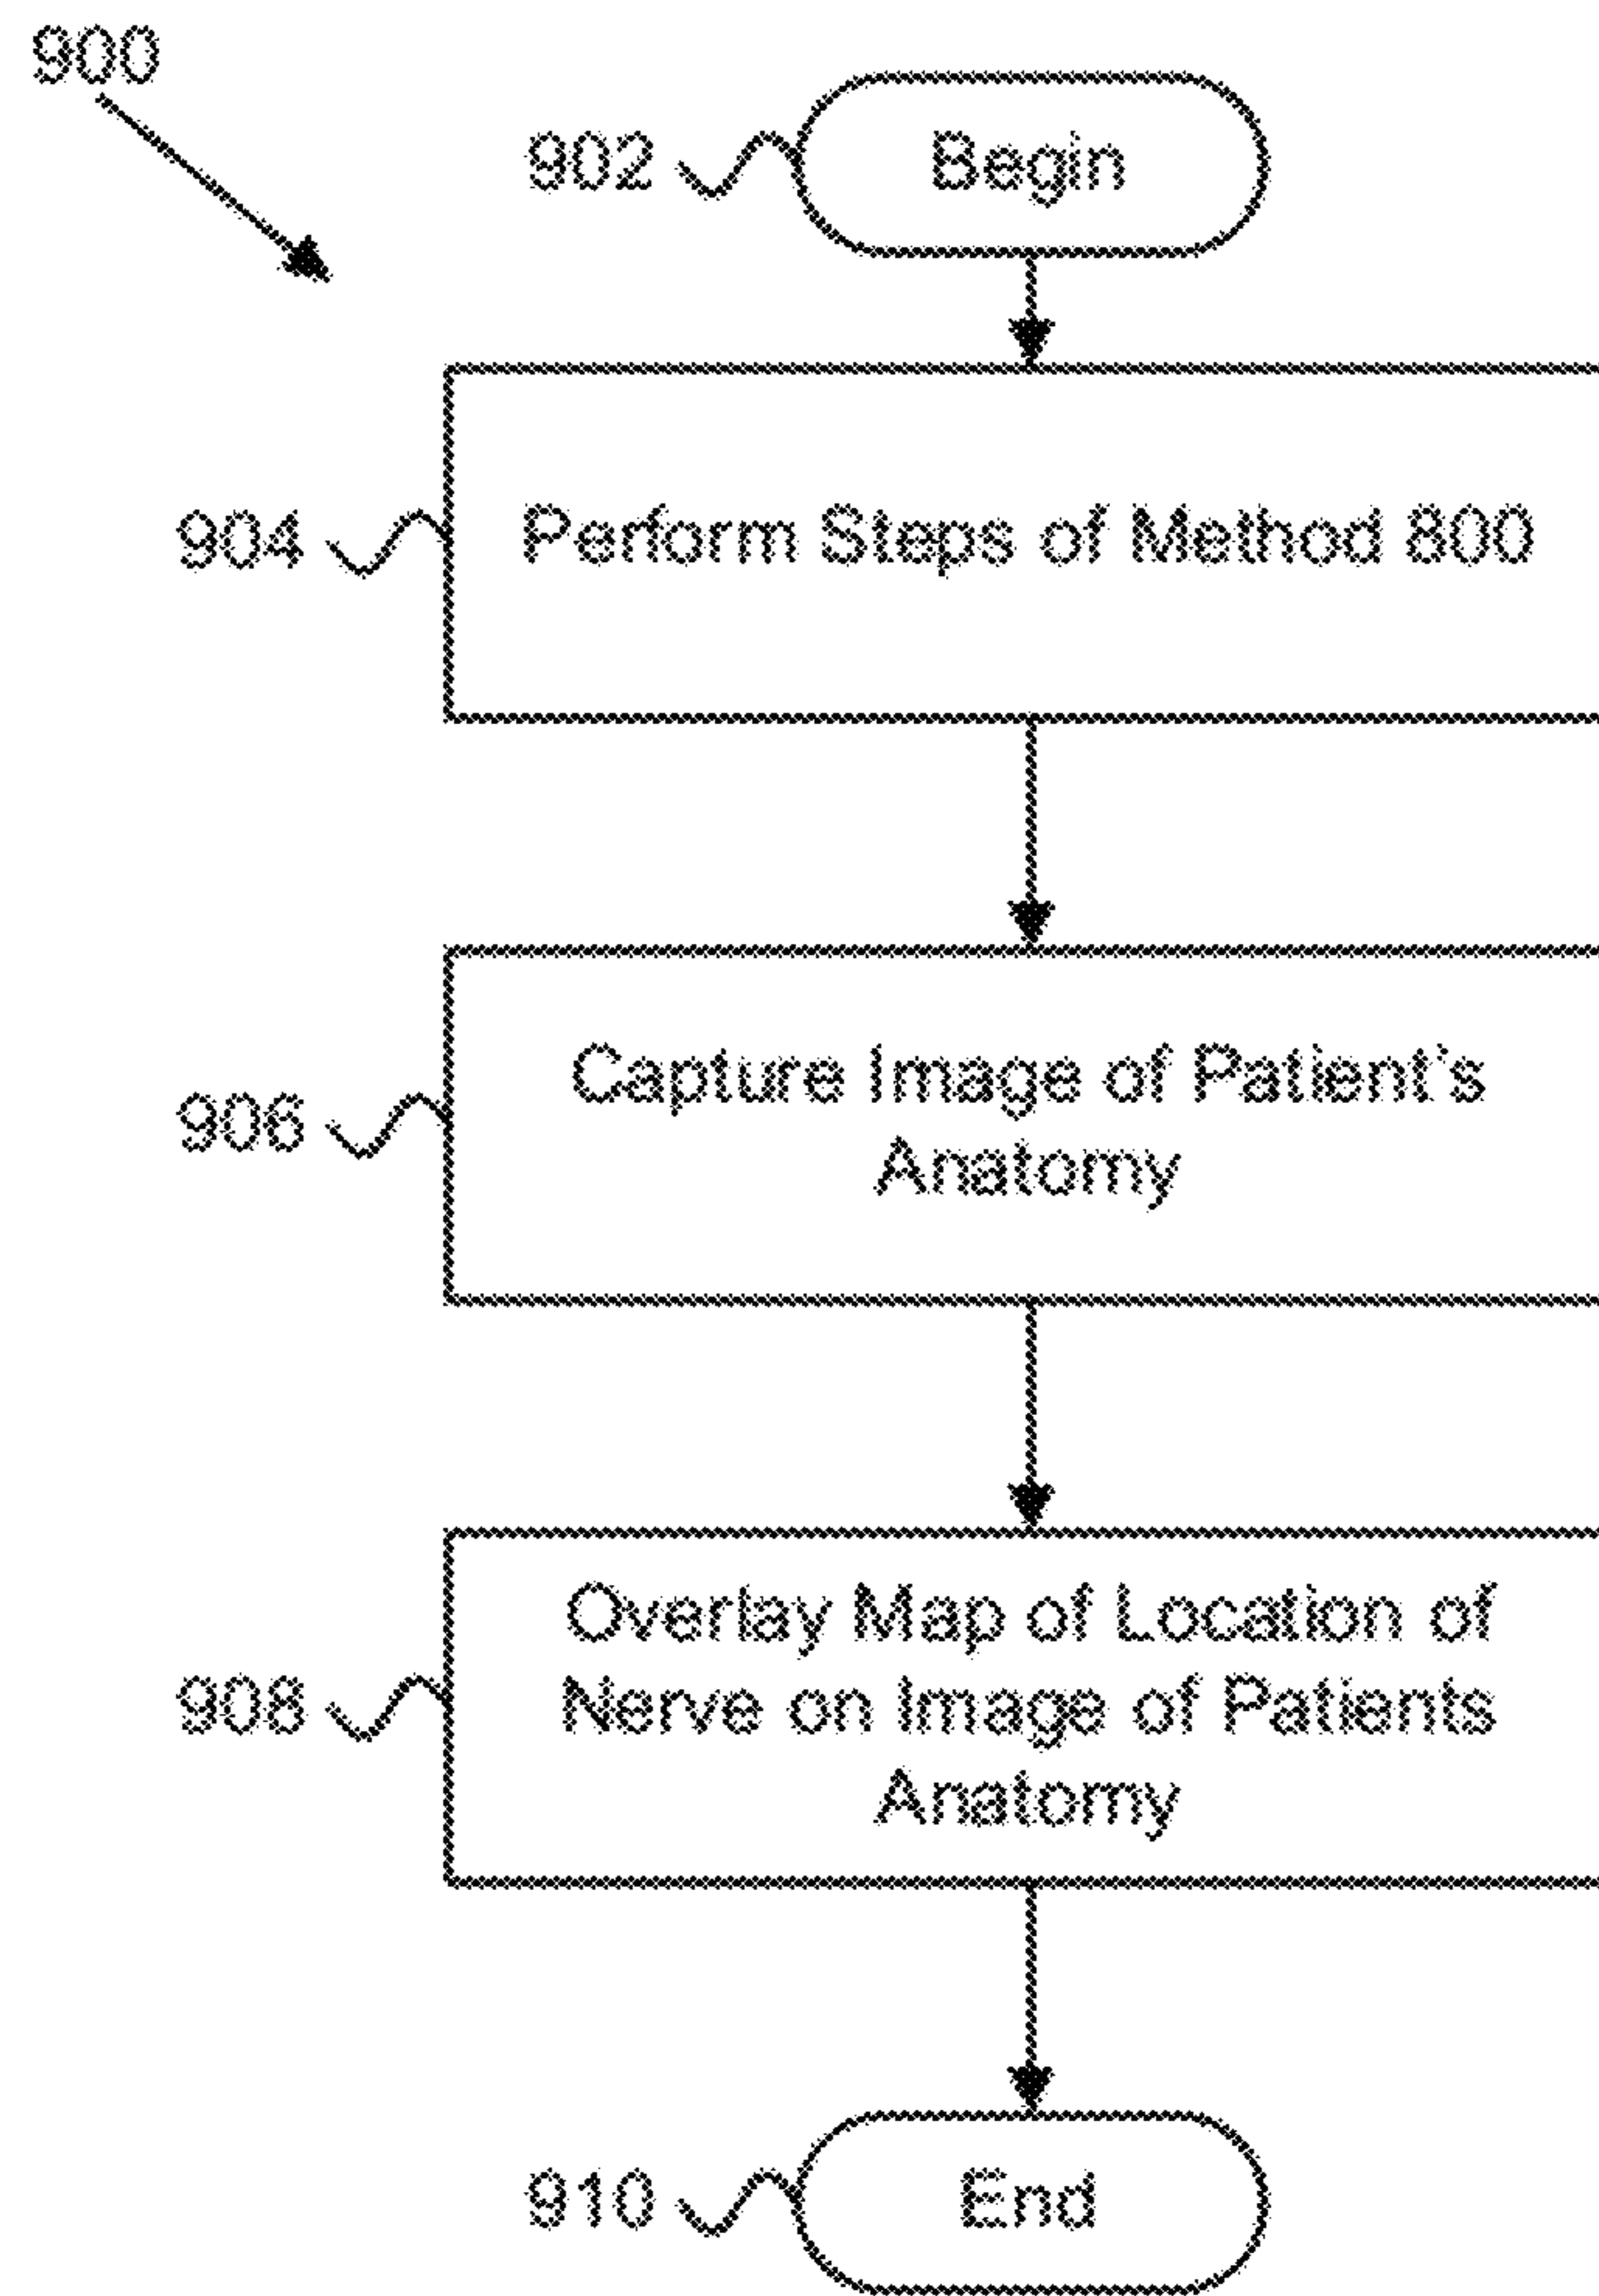 900
902 Begin
904 Perform Steps of Method 800
Capture Image of Patient's
906
Anatomy
Overlay Map of Location of
908 Nerve on Image of Patients
Anatomy
910 End